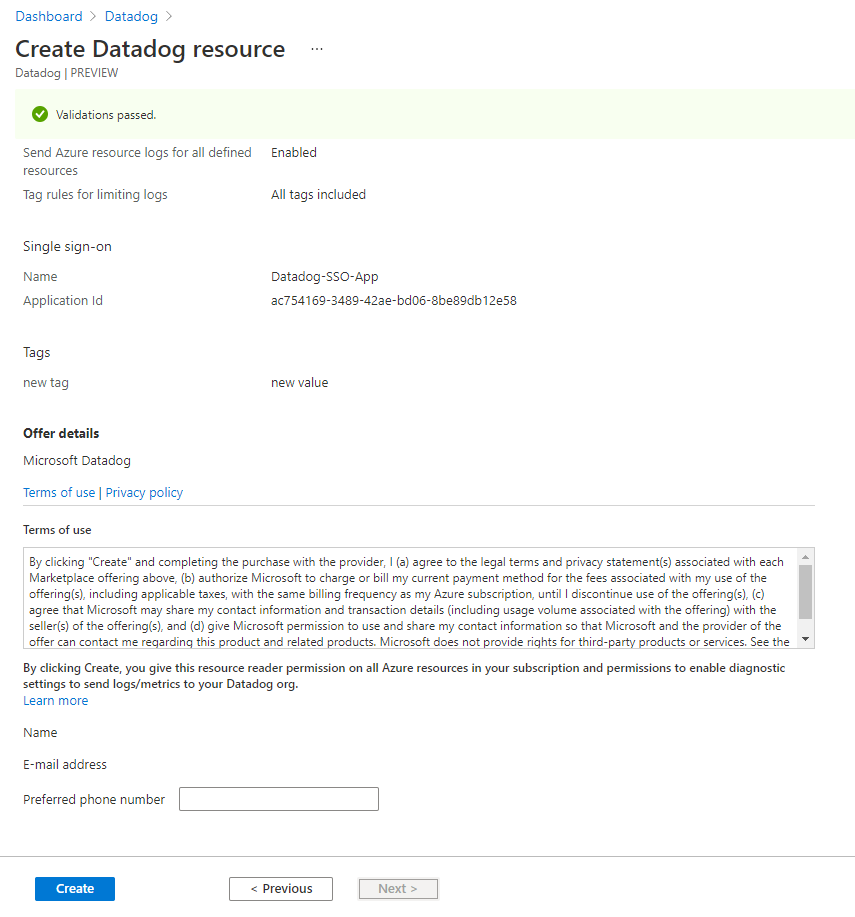 Dashboard > Datadog >
Create Datadog resource ...
Datadog | PREVIEW
Validations passed.
Send Azure resource logs for all defined Enabled
resources
Tag rules for limiting logs All tags included
Single sign-on
Name Datadog-SSO-App
Application Id ac754169-3489-42ae-bd06-8be89db12e58
Tags
new tag new value
Offer details
Microsoft Datadog
Terms of use | Privacy policy
Terms of use
By clicking "Create" and completing the purchase with the provider, I (a) agree to the legal terms and privacy statement(s) associated with each
Marketplace offering above, (b) authorize Microsoft to charge or bill my current payment method for the fees associated with my use of the
offering(s), including applicable taxes, with the same billing frequency as my Azure subscription, until I discontinue use of the offering(s), (c)
agree that Microsoft may share my contact information and transaction details (including usage volume associated with the offering) with the
seller(s) of the offering(s), and (d) give Microsoft permission to use and share my contact information so that Microsoft and the provider of the
offer can contact me regarding this product and related products. Microsoft does not provide rights for third-party products or services. See the
By clicking Create, you give this resource reader permission on all Azure resources in your subscription and permissions to enable diagnostic
settings to send logs/metrics to your Datadog org.
Learn more
Name
E-mail address
Preferred phone number
Create < Previous Next >